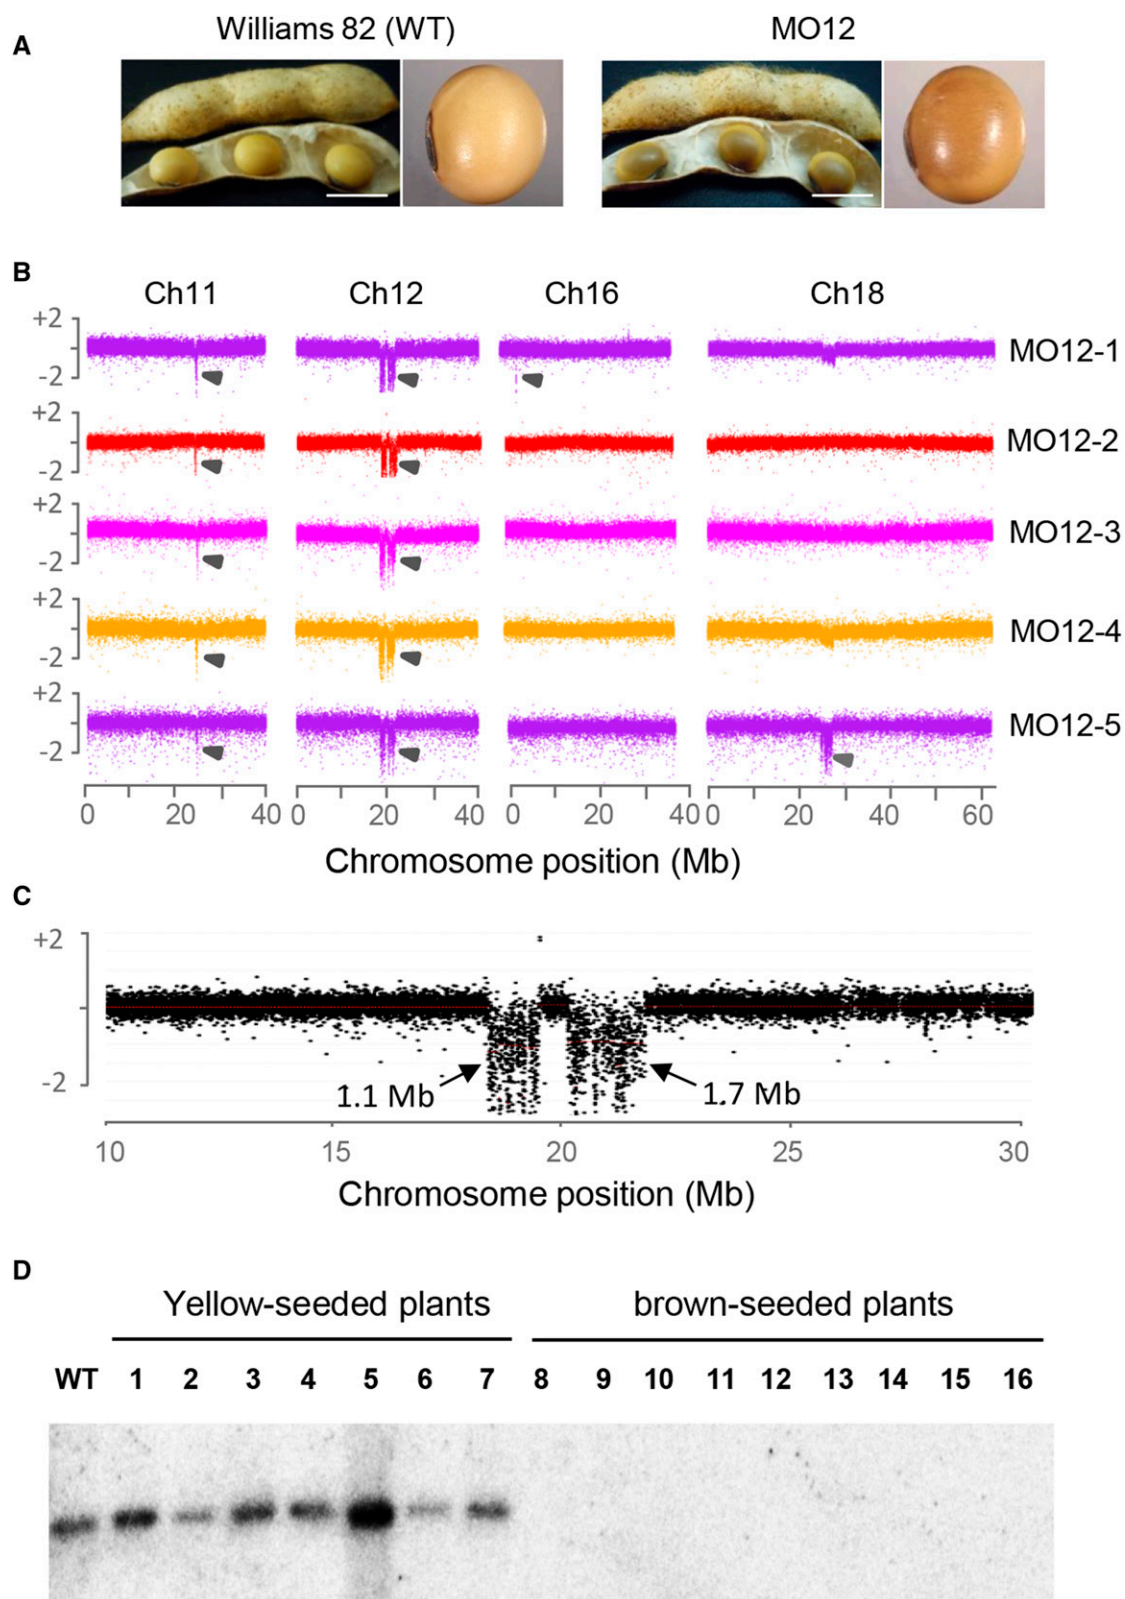 A
Williams 82 (WT) MO12
B
Ch11 Ch12 Ch16 Ch18
+2
-2
MO12-1
+2
-2
MO12-2
+2
-2
MO12-3
+2
-2
MO12-4
+2
-2
MO12-5
0 20 40 0 20 40 0 20 40 0 20 40 60
Chromosome position (Mb)
C
+2
-2
1.1 Mb 1.7 Mb
10 15 20 25 30
Chromosome position (Mb)
D
Yellow-seeded plants brown-seeded plants
WT 1 2 3 4 5 6 7 8 9 10 11 12 13 14 15 16